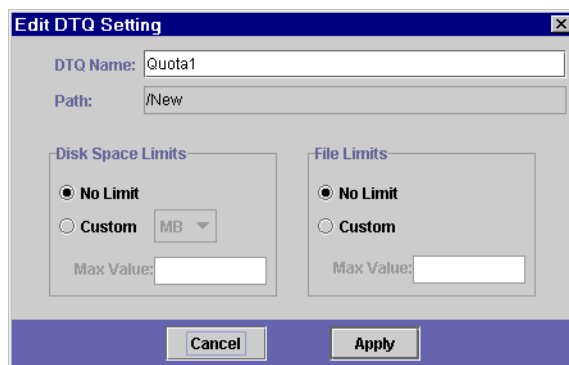 Edit DTQ Setting
DTQ Name: Quota1
Path: /New
Disk Space Limits
No Limit
Custom MB
Max Value:
File Limits
No Limit
Custom
Max Value:
Cancel Apply